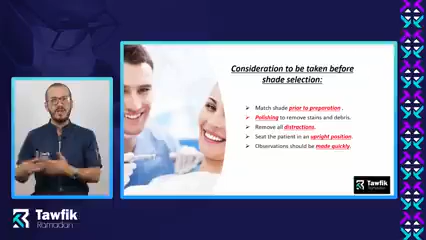 Consideration to be taken before
shade selection:
Match shade prior to preparation .
Polishing to remove stains and debris.
Remove all distractions.
Seat the patient in an upright position.
Observations should be made quickly.
Tawfik
Ramadan
Tawfik
Ramadan